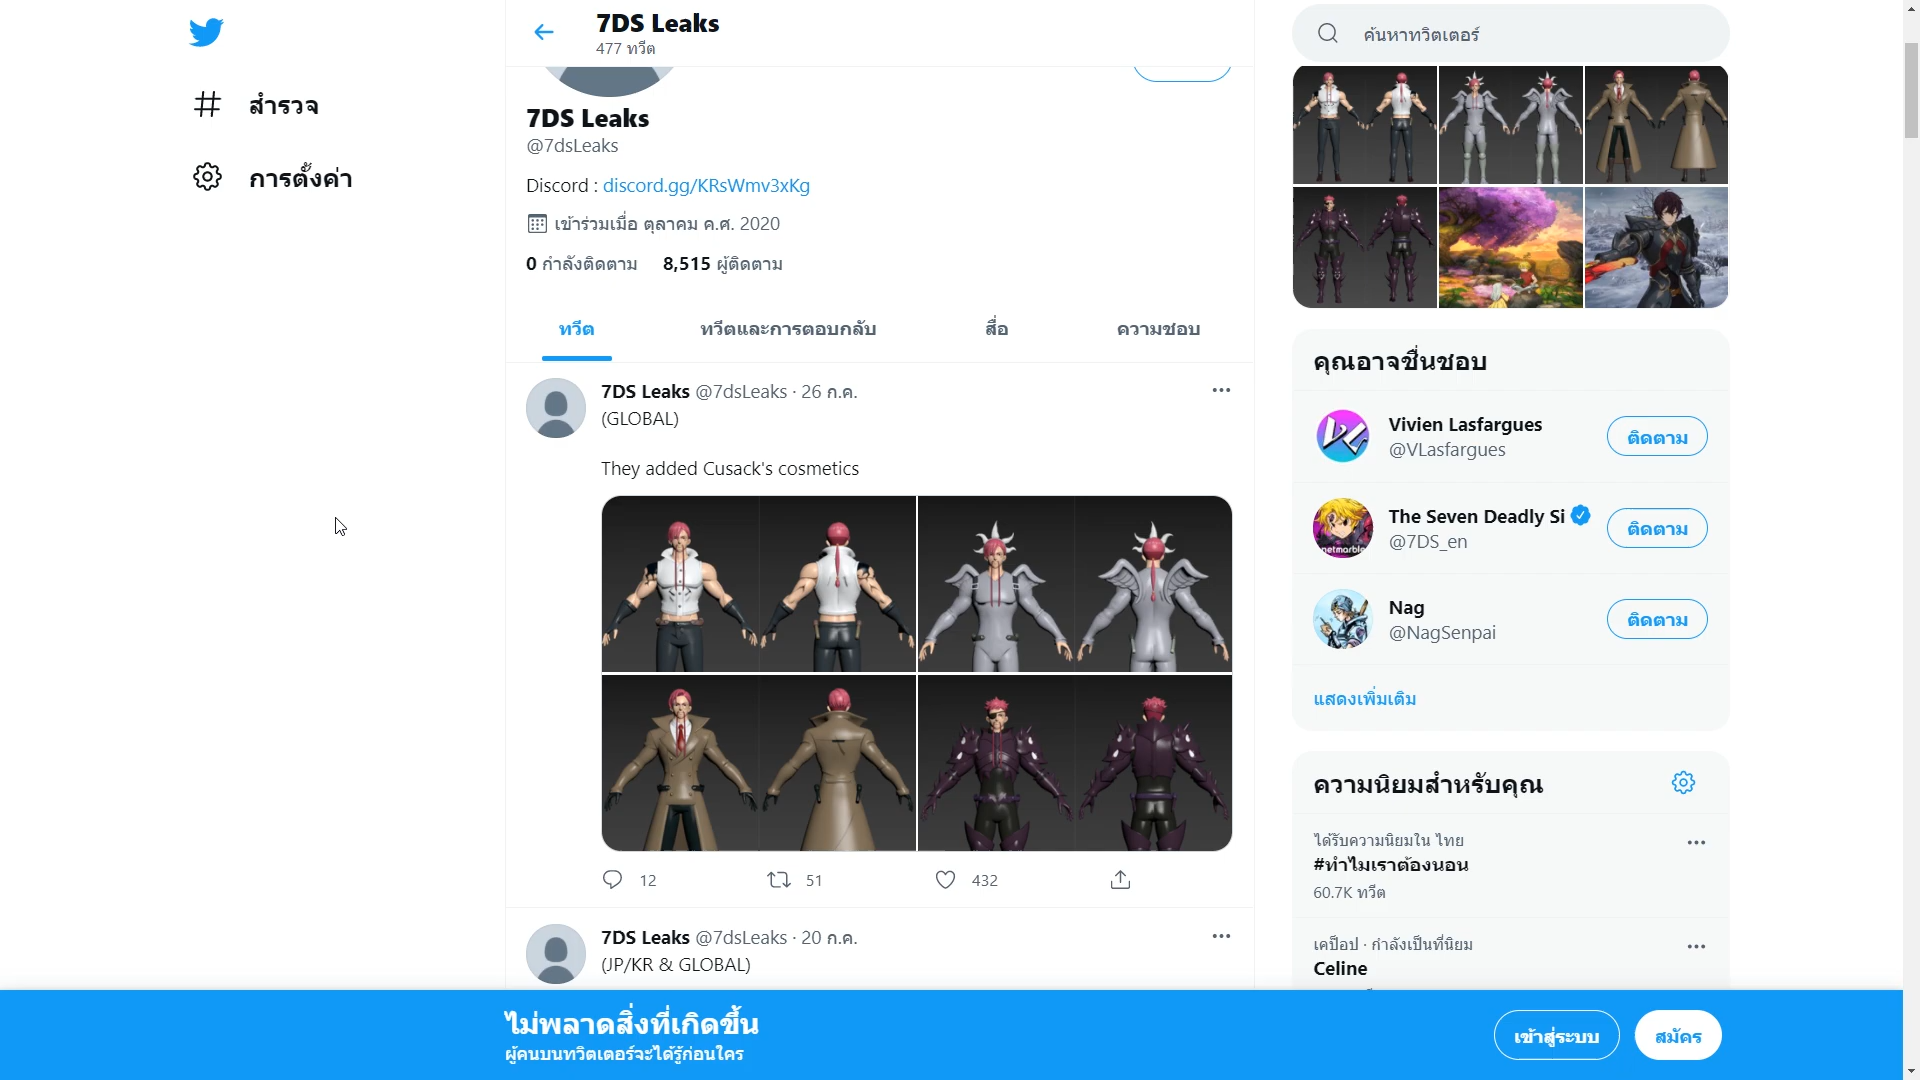 7DS Leaks
477 ทวีต
สำรวจ
การตั้งค่า
7DS Leaks
@7dsLeaks
Discord : discord.gg/KRsWmv3xKg
เข้าร่วมเมื่อ ตุลาคม ค.ศ. 2020
0 กำลังติดตาม 8,515 ผู้ติดตาม
ทวีต ทวีตและการตอบกลับ สื่อ ความชอบ
7DS Leaks @7dsLeaks · 26 ก.ค.
(GLOBAL)
They added Cusack's cosmetics
12 51 432
7DS Leaks @7dsLeaks · 20 ก.ค.
(JP/KR & GLOBAL)
ค้นหาทวิตเตอร์
คุณอาจชื่นชอบ
Vivien Lasfargues
@VLasfargues
ติดตาม
The Seven Deadly Si
@7DS_en
ติดตาม
netmarble
Nag
@NagSenpai
ติดตาม
แสดงเพิ่มเติม
ความนิยมสำหรับคุณ
ได้รับความนิยมใน ไทย
#ทำไมเราต้องนอน
60.7K ทวีต
เคป็อป · กำลังเป็นที่นิยม
Celine
ไม่พลาดสิ่งที่เกิดขึ้น
ผู้คนบนทวิตเตอร์จะได้รู้ก่อนใคร
เข้าสู่ระบบ สมัคร